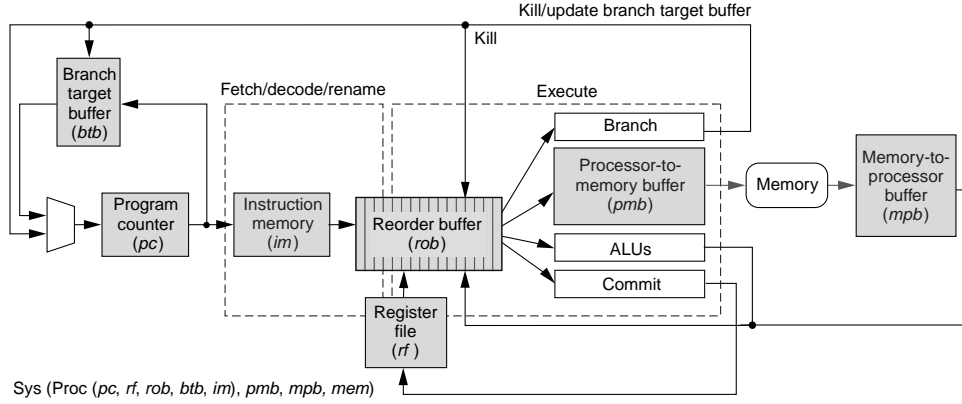 Kill/update branch target buffer
Kill
Branch
target
buffer
(btb)
Fetch/decode/rename
Execute
Branch
Processor-to-
memory buffer
(pmb)
Memory
Memory-to-
processor
buffer
(mpb)
Program
counter
(pc)
Instruction
memory
(im)
Reorder buffer
(rob)
ALUs
Commit
Register
file
(rf )
Sys (Proc (pc, rf, rob, btb, im), pmb, mpb, mem)